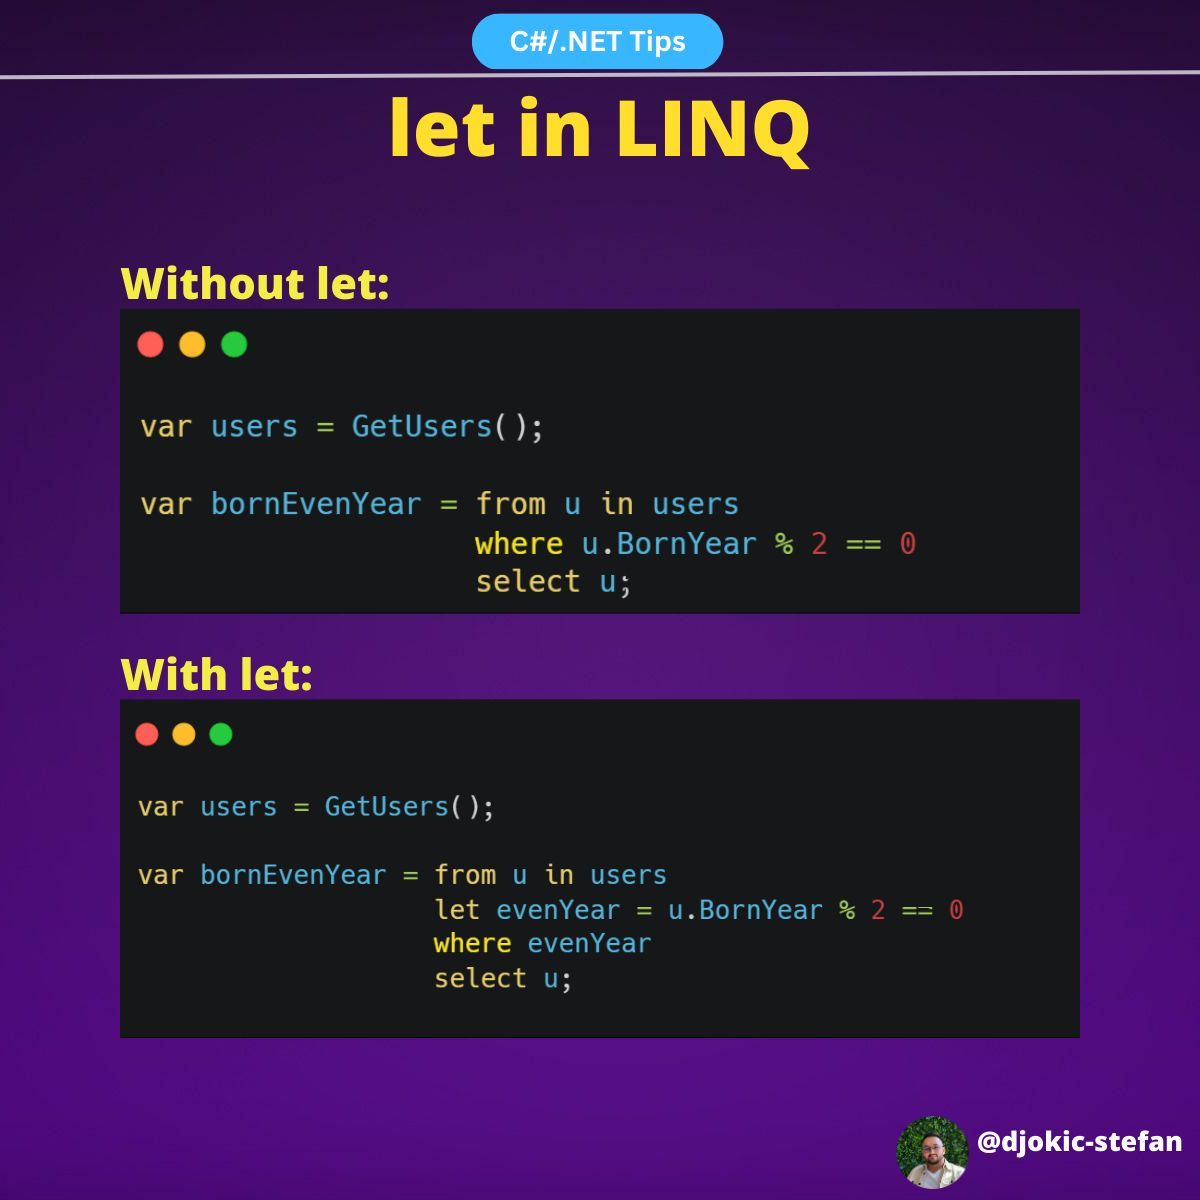 C#/.NET Tips
let in LINQ
Without let:
var users = GetUsers();
var bornEvenYear = from u in users
where u.BornYear % 2 == 0
select u;
With let:
var users = GetUsers();
var bornEvenYear = from u in users
let evenYear = u.BornYear % 2 == 0
where evenYear
select u;
@djokic-stefan